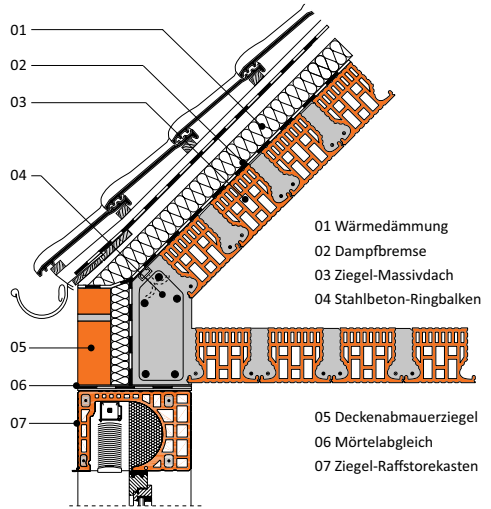 01
02
03
04
01 Wärmedämmung
02 Dampfbremse
03 Ziegel-Massivdach
04 Stahlbeton-Ringbalken
05
06
07
05 Deckenabmauerziegel
06 Mörtelabgleich
07 Ziegel-Raffstorekasten